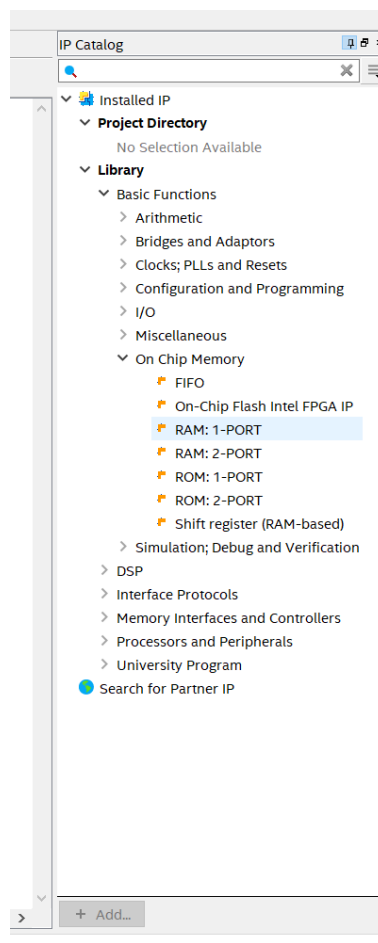 IP Catalog
Installed IP
Project Directory
No Selection Available
Library
Basic Functions
Arithmetic
Bridges and Adaptors
Clocks; PLLs and Resets
Configuration and Programming
I/O
Miscellaneous
On Chip Memory
FIFO
On-Chip Flash Intel FPGA IP
RAM: 1-PORT
RAM: 2-PORT
ROM: 1-PORT
ROM: 2-PORT
Shift register (RAM-based)
Simulation; Debug and Verification
DSP
Interface Protocols
Memory Interfaces and Controllers
Processors and Peripherals
University Program
Search for Partner IP
+ Add...